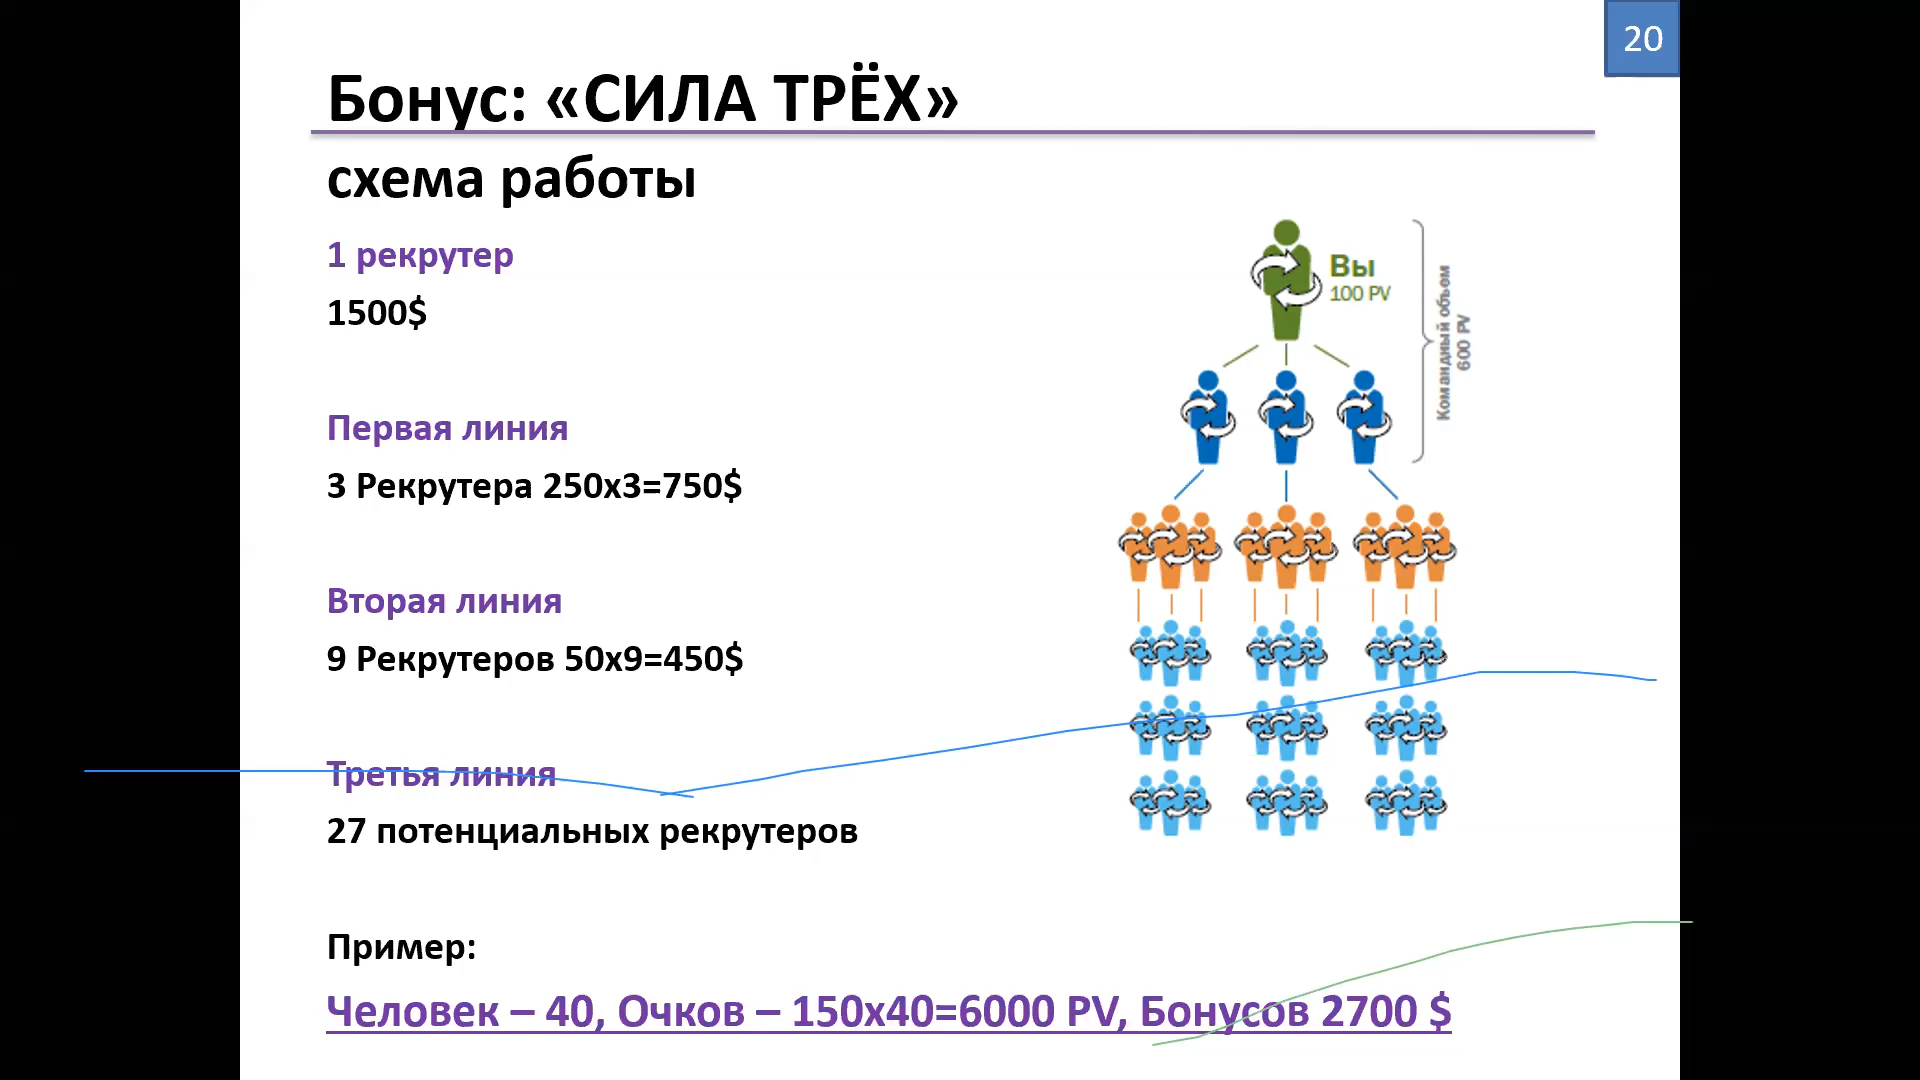 20
Бонус: «СИЛА ТРЁХ»
схема работы
1 рекрутер
1500$
Первая линия
3 Рекрутера 250х3=750$
Вторая линия
9 Рекрутеров 50х9=450$
Третья линия
27 потенциальных рекрутеров
Пример:
Человек – 40, Очков – 150х40=6000 PV, Бонусов 2700 $
Вы
100 PV
Командный объем
600 PV